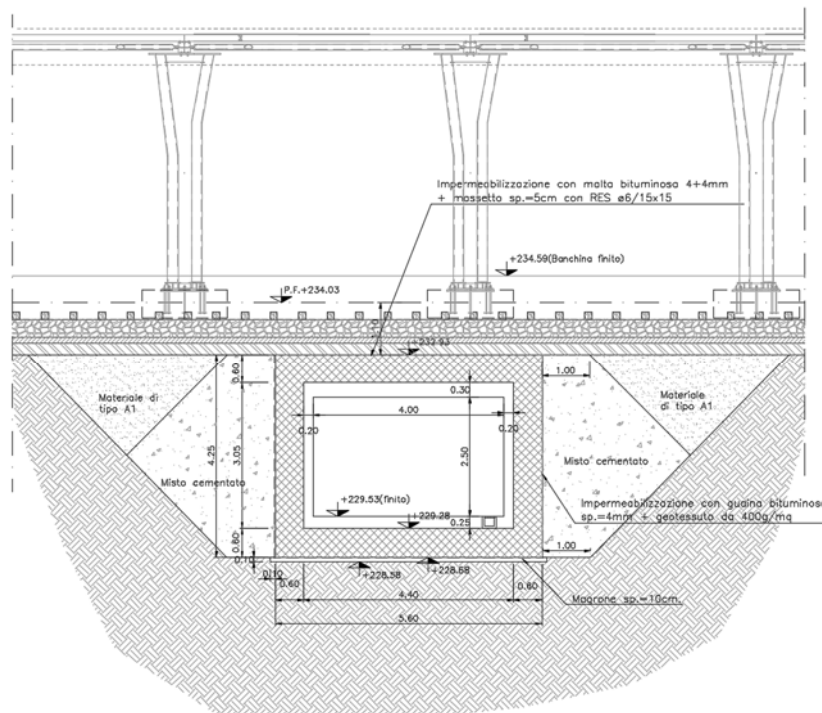 Impermeabilizzazione con malta bituminosa 4+4mm
+ massetto sp.=5cm con RES ø6/15x15
+234.59(Banchina finito)
P.F.+234.03
1.10
+232.93
0.60
1.00
0.30
Materiale di
tipo A1
4.00
Materiale
di tipo A1
0.20
0.20
4.25
3.05
2.50
Misto cementato
Misto cementato
+229.53(finito)
Impermeabilizzazione con guaina bituminosa
sp.=4mm + geotessuto da 400g/mq
+229.28
0.25
0.60
1.00
0.10
0.10
+228.58
+228.68
0.60
0.60
Magrone sp.=10cm.
4.40
5.60